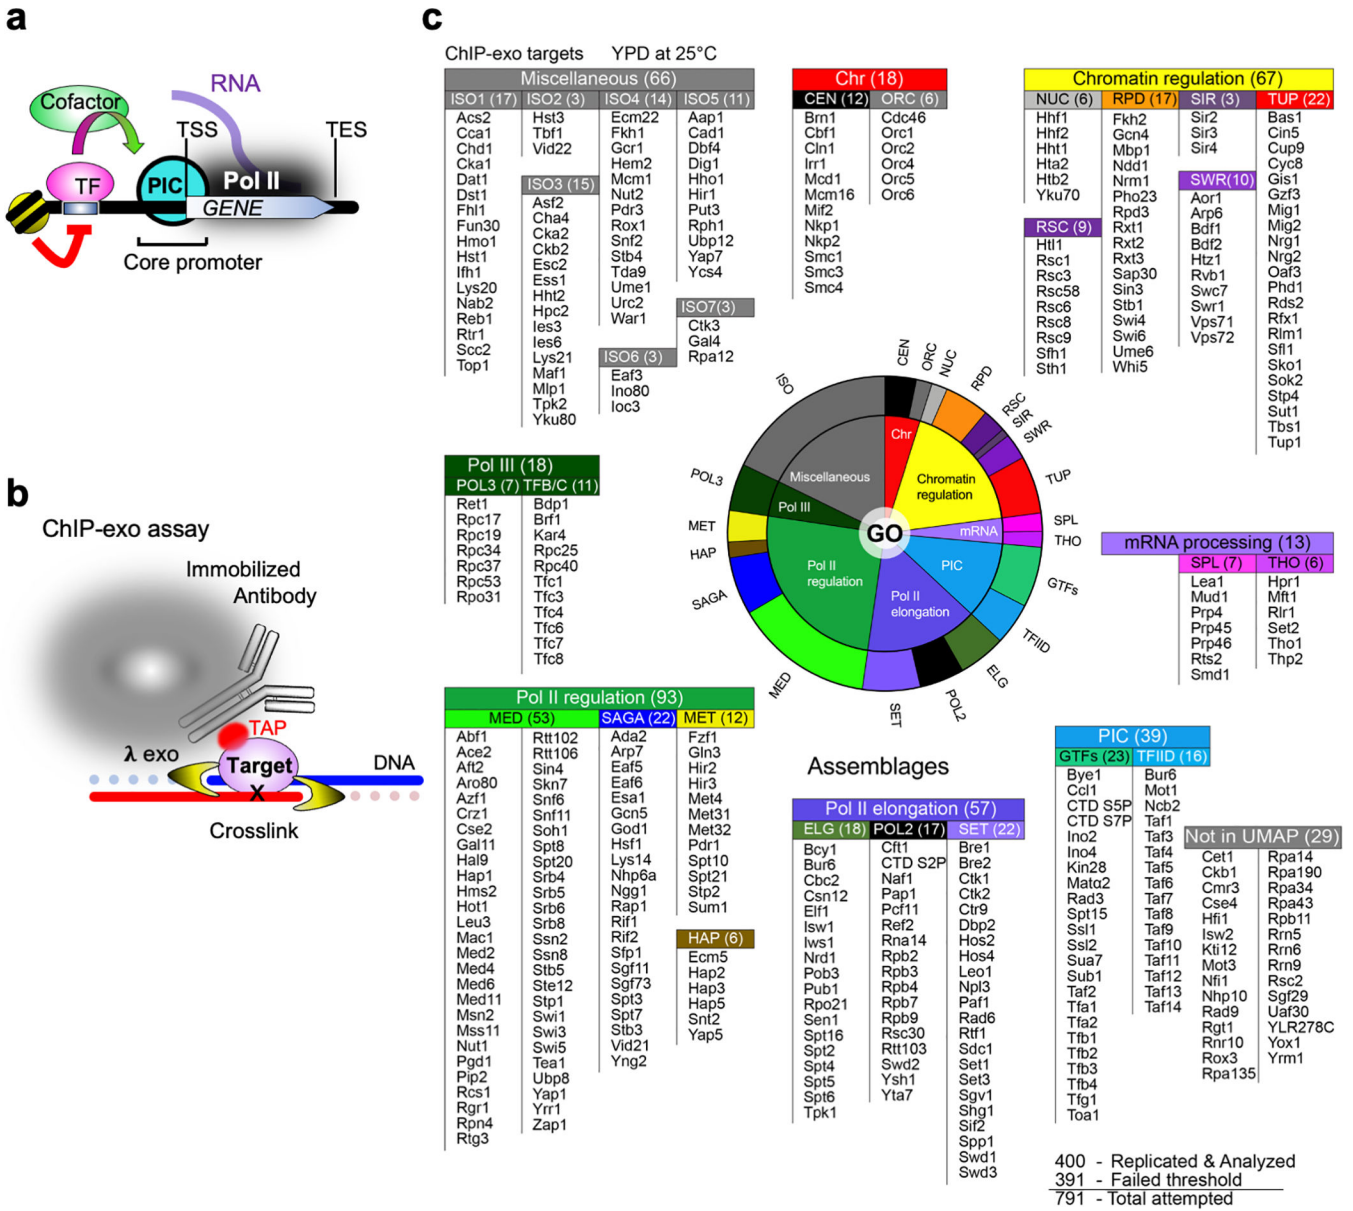 a
RNA
Cofactor
TSS
TES
TF
PIC
Pol II
GENE
Core promoter
b
ChIP-exo assay
Immobilized
Antibody
TAP
λ exo
Target
DNA
X
Crosslink
c
ChIP-exo targets YPD at 25°C
Miscellaneous (66)
ISO1 (17)
Acs2
Cca1
Chd1
Cka1
Dat1
Dst1
Fhl1
Fun30
Hmo1
Hst1
Ifh1
Lys20
Nab2
Reb1
Rtr1
Scc2
Top1
ISO2 (3)
Hst3
Tbf1
Vid22
ISO3 (15)
Asf2
Cha4
Cka2
Ckb2
Esc2
Ess1
Hht2
Hpc2
Ies3
Ies6
Lys21
Maf1
Mlp1
Tpk2
Yku80
ISO4 (14)
Ecm22
Fkh1
Gcr1
Hem2
Mcm1
Nut2
Pdr3
Rox1
Snf2
Stb4
Tda9
Ume1
Urc2
War1
ISO6 (3)
Eaf3
Ino80
Ioc3
ISO5 (11)
Aap1
Cad1
Dbf4
Dig1
Hho1
Hir1
Put3
Rph1
Ubp12
Yap7
Ycs4
ISO7(3)
Ctk3
Gal4
Rpa12
Chr (18)
CEN (12)
Brn1
Cbf1
Cln1
Irr1
Mcd1
Mcm16
Mif2
Nkp1
Nkp2
Smc1
Smc3
Smc4
ORC (6)
Cdc46
Orc1
Orc2
Orc4
Orc5
Orc6
Chromatin regulation (67)
NUC (6)
Hhf1
Hhf2
Hht1
Hta2
Htb2
Yku70
RSC (9)
Htl1
Rsc1
Rsc3
Rsc58
Rsc6
Rsc8
Rsc9
Sfh1
Sth1
RPD (17)
Fkh2
Gcn4
Mbp1
Ndd1
Nrm1
Pho23
Rpd3
Rxt1
Rxt2
Rxt3
Sap30
Sin3
Stb1
Swi4
Swi6
Ume6
Whi5
SIR (3)
Sir2
Sir3
Sir4
SWR(10)
Aor1
Arp6
Bdf1
Bdf2
Htz1
Rvb1
Swc7
Swr1
Vps71
Vps72
TUP (22)
Bas1
Cin5
Cup9
Cyc8
Gis1
Gzf3
Mig1
Mig2
Nrg1
Nrg2
Oaf3
Phd1
Rds2
Rfx1
Rlm1
Sfl1
Sko1
Sok2
Stp4
Sut1
Tbs1
Tup1
CEN
ORC
NUC
RPD
RSC
SIR
SWR
TUP
SPL
THO
GTFs
TFIID
ELG
POL2
SET
MED
SAGA
HAP
MET
POL3
ISO
Chr
Chromatin
regulation
mRNA
PIC
Pol II
elongation
Pol II
regulation
Pol III
Miscellaneous
GO
Pol III (18)
POL3 (7)
Ret1
Rpc17
Rpc19
Rpc34
Rpc37
Rpc53
Rpo31
TFB/C (11)
Bdp1
Brf1
Kar4
Rpc25
Rpc40
Tfc1
Tfc3
Tfc4
Tfc6
Tfc7
Tfc8
mRNA processing (13)
SPL (7)
Lea1
Mud1
Prp4
Prp45
Prp46
Rts2
Smd1
THO (6)
Hpr1
Mft1
Rlr1
Set2
Tho1
Thp2
Pol II regulation (93)
MED (53)
Abf1
Ace2
Aft2
Aro80
Azf1
Crz1
Cse2
Gal11
Hal9
Hap1
Hms2
Hot1
Leu3
Mac1
Med2
Med4
Med6
Med11
Msn2
Mss11
Nut1
Pgd1
Pip2
Rcs1
Rgr1
Rpn4
Rtg3
Rtt102
Rtt106
Sin4
Skn7
Snf6
Snf11
Soh1
Spt8
Spt20
Srb4
Srb5
Srb6
Srb8
Ssn2
Ssn8
Stb5
Ste12
Stp1
Swi1
Swi3
Swi5
Tea1
Ubp8
Yap1
Yrr1
Zap1
SAGA (22)
Ada2
Arp7
Eaf5
Eaf6
Esa1
Gcn5
God1
Hsf1
Lys14
Nhp6a
Ngg1
Rap1
Rif1
Rif2
Sfp1
Sgf11
Sgf73
Spt3
Spt7
Stb3
Vid21
Yng2
MET (12)
Fzf1
Gln3
Hir2
Hir3
Met4
Met31
Met32
Pdr1
Spt10
Spt21
Stp2
Sum1
HAP (6)
Ecm5
Hap2
Hap3
Hap5
Snt2
Yap5
Assemblages
Pol II elongation (57)
ELG (18)
Bcy1
Bur6
Cbc2
Csn12
Elf1
Isw1
Iws1
Nrd1
Pob3
Pub1
Rpo21
Sen1
Spt16
Spt2
Spt4
Spt5
Spt6
Tpk1
POL2 (17)
Cft1
CTD S2P
Naf1
Pap1
Pcf11
Ref2
Rna14
Rpb2
Rpb3
Rpb4
Rpb7
Rpb9
Rsc30
Rtt103
Swd2
Ysh1
Yta7
SET (22)
Bre1
Bre2
Ctk1
Ctk2
Ctr9
Dbp2
Hos2
Hos4
Leo1
Npl3
Paf1
Rad6
Rtf1
Sdc1
Set1
Set3
Sgv1
Shg1
Sif2
Spp1
Swd1
Swd3
PIC (39)
GTFs (23)
Bye1
Ccl1
CTD S5P
CTD S7P
Ino2
Ino4
Kin28
Matα2
Rad3
Spt15
Ssl1
Ssl2
Sua7
Sub1
Taf2
Tfa1
Tfa2
Tfb1
Tfb2
Tfb3
Tfb4
Tfg1
Toa1
TFIID (16)
Bur6
Mot1
Ncb2
Taf1
Taf3
Taf4
Taf5
Taf6
Taf7
Taf8
Taf9
Taf10
Taf11
Taf12
Taf13
Taf14
Not in UMAP (29)
Cet1
Ckb1
Cmr3
Cse4
Hfi1
Isw2
Kti12
Mot3
Nfi1
Nhp10
Rad9
Rgt1
Rnr10
Rox3
Rpa135
Rpa14
Rpa190
Rpa34
Rpa43
Rpb11
Rrn5
Rrn6
Rrn9
Rsc2
Sgf29
Uaf30
YLR278C
Yox1
Yrm1
400 - Replicated & Analyzed
391 - Failed threshold
791 - Total attempted